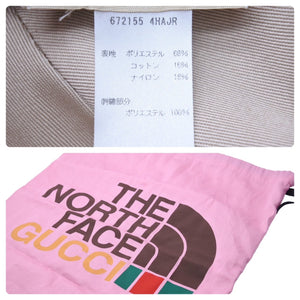 672155 4HAJR
表地 ポリエステル 68%
コットン 16%
ナイロン 16%
刺繍部分
ポリエステル 100%
THE
NORTH
FACE
GUCCI